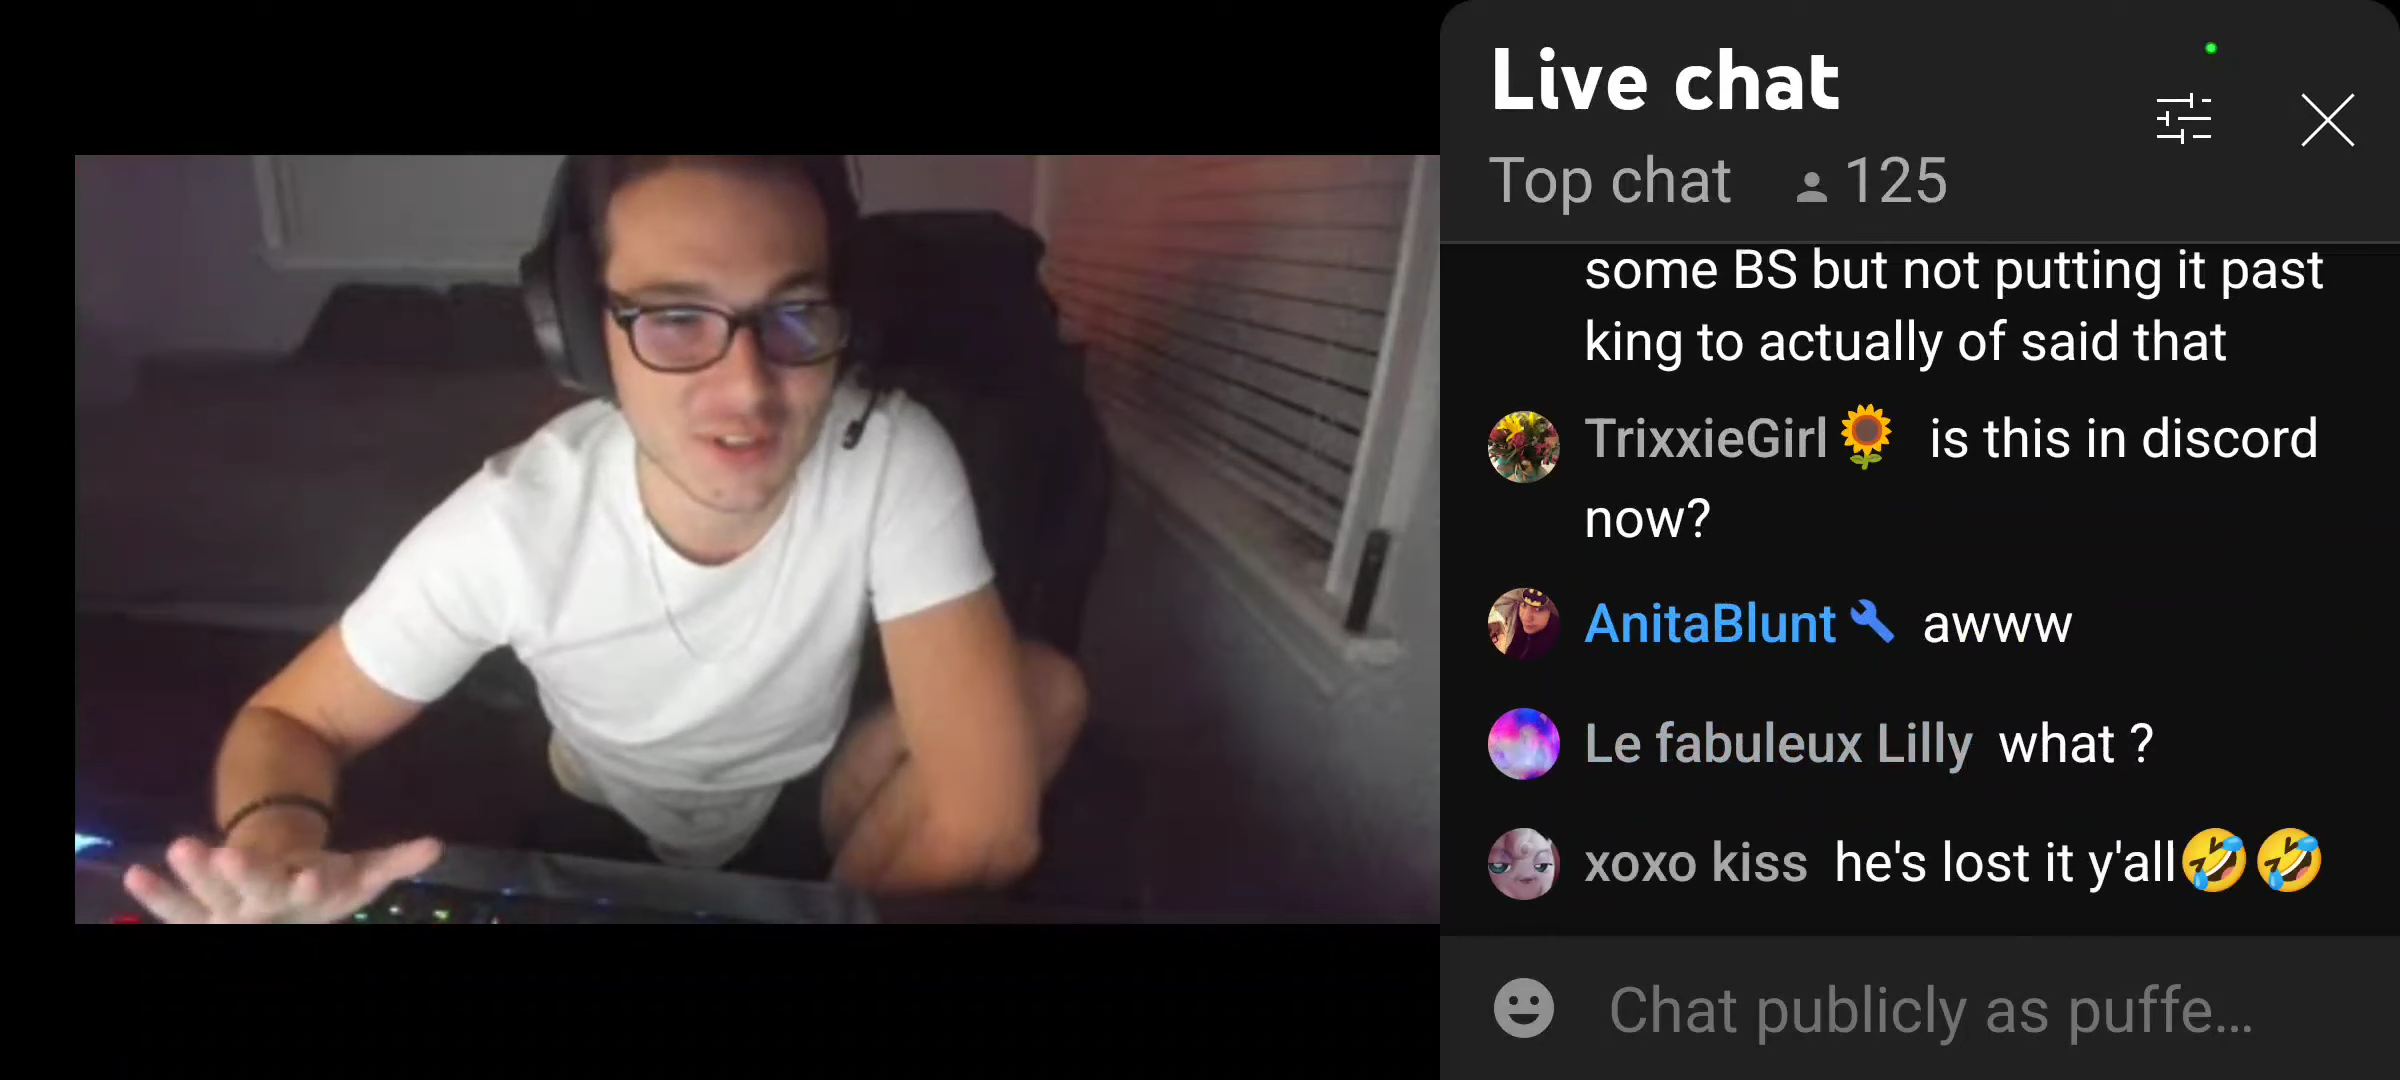 Live chat
Top chat 125
some BS but not putting it past
king to actually of said that
TrixxieGirl🌻 is this in discord
now?
AnitaBlunt awww
Le fabuleux Lilly what ?
xoxo kiss he's lost it y'all🤣🤣
Chat publicly as puffe...